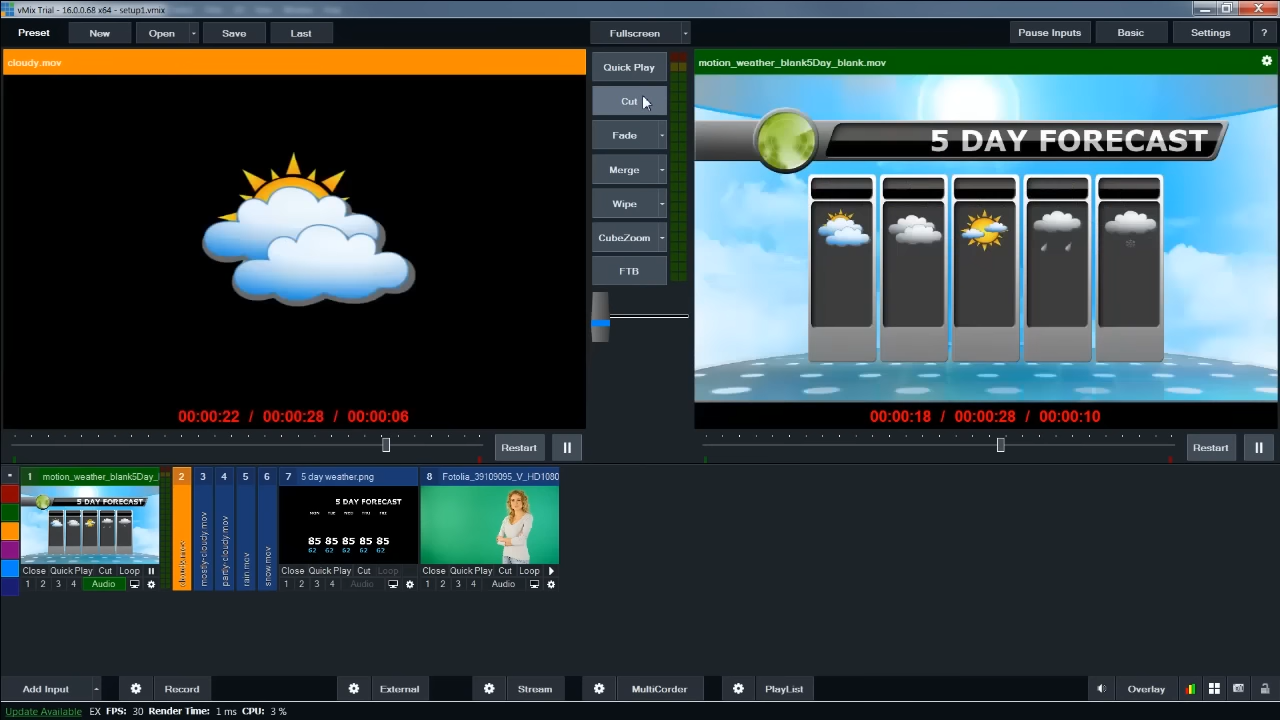 vMix Trial - 16.0.0.68 x64 - setup1.vmix
Preset New Open Save Last Fullscreen Pause Inputs Basic Settings ?
cloudy.mov
Quick Play
Cut
Fade
Merge
Wipe
CubeZoom
FTB
motion_weather_blank5Day_blank.mov
5 DAY FORECAST
00:00:22 / 00:00:28 / 00:00:06
00:00:18 / 00:00:28 / 00:00:10
Restart
Restart
1 motion_weather_blank5Day_
5 DAY FORECAST
Close Quick Play Cut Loop
1 2 3 4 Audio
2
3 mostly-cloudy.mov
4 partly-cloudy.mov
5 rain.mov
6 snow.mov
7 5 day weather.png
5 DAY FORECAST
MON TUE WED THU FRI
85 85 85 85 85
62 62 62 62 62
Close Quick Play Cut Loop
1 2 3 4 Audio
8 Fotolia_39109095_V_HD1080
Close Quick Play Cut Loop
1 2 3 4 Audio
Add Input Record External Stream MultiCorder PlayList Overlay
Update Available EX FPS: 30 Render Time: 1 ms CPU: 3 %